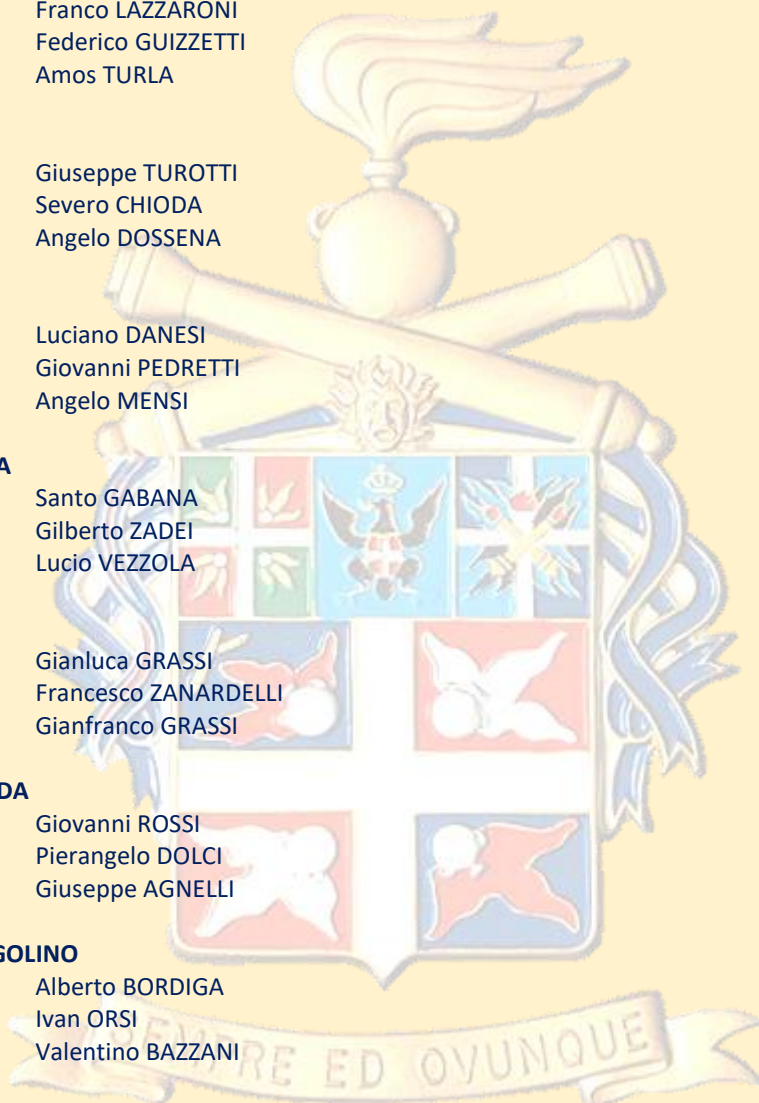 Franco LAZZARONI
Federico GUIZZETTI
Amos TURLA
Giuseppe TUROTTI
Severo CHIODA
Angelo DOSSENA
Luciano DANESI
Giovanni PEDRETTI
Angelo MENSI
A
Santo GABANA
Gilberto ZADEI
Lucio VEZZOLA
Gianluca GRASSI
Francesco ZANARDELLI
Gianfranco GRASSI
DA
Giovanni ROSSI
Pierangelo DOLCI
Giuseppe AGNELLI
GOLINO
Alberto BORDIGA
Ivan ORSI
Valentino BAZZANI
SEMPRE ED OVUNQUE